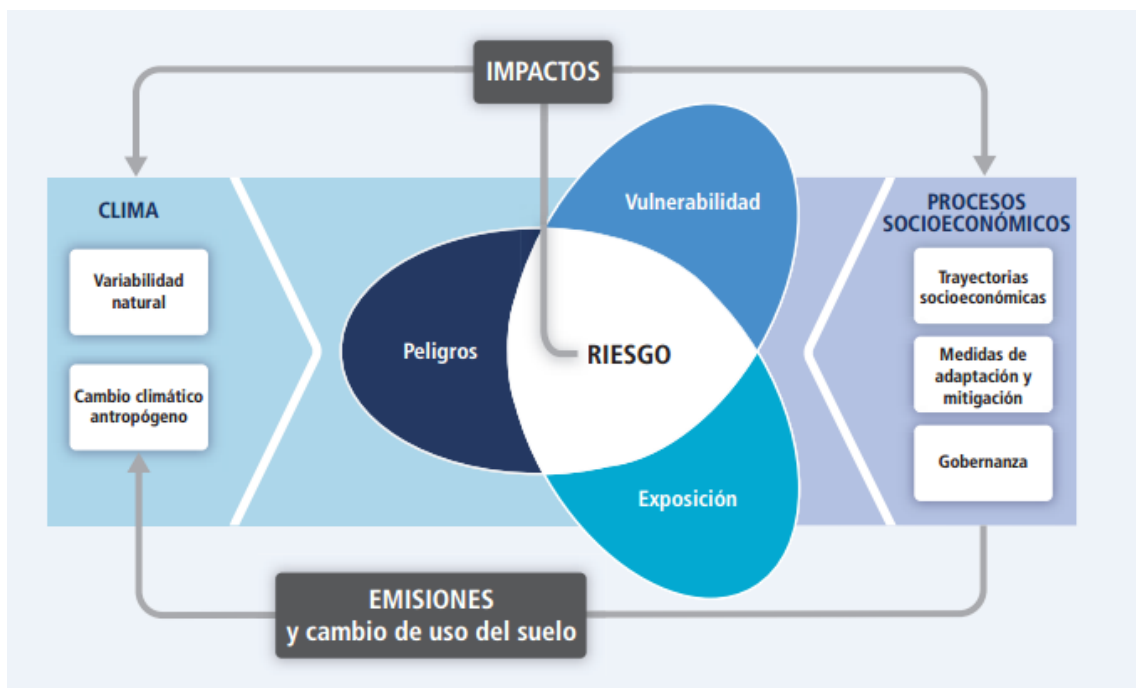 IMPACTOS
CLIMA
Variabilidad
natural
Cambio climático
antropógeno
Vulnerabilidad
Peligros
RIESGO
Exposición
PROCESOS
SOCIOECONÓMICOS
Trayectorias
socioeconómicas
Medidas de
adaptación y
mitigación
Gobernanza
EMISIONES
y cambio de uso del suelo